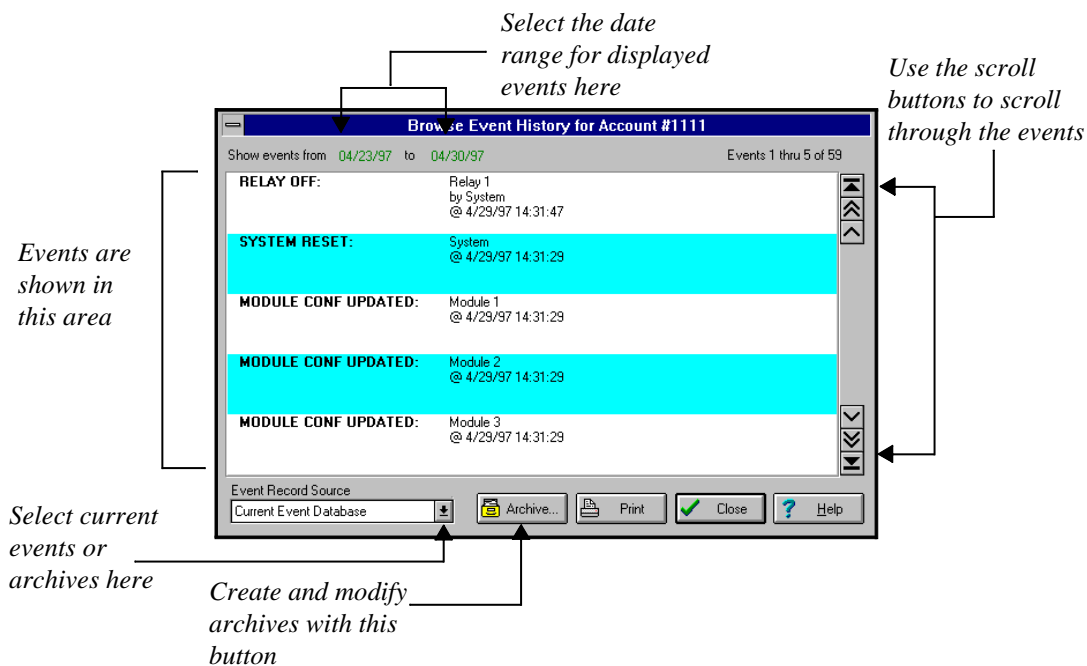 Select the date
range for displayed
events here
Use the scroll
buttons to scroll
through the events
Browse Event History for Account #1111
Show events from 04/23/97 to 04/30/97 Events 1 thru 5 of 59
RELAY OFF: Relay 1
by System
@ 4/29/97 14:31:47
SYSTEM RESET: System
@ 4/29/97 14:31:29
MODULE CONF UPDATED: Module 1
@ 4/29/97 14:31:29
MODULE CONF UPDATED: Module 2
@ 4/29/97 14:31:29
MODULE CONF UPDATED: Module 3
@ 4/29/97 14:31:29
Events are
shown in
this area
Event Record Source
Current Event Database Archive... Print Close ? Help
Select current
events or
archives here
Create and modify
archives with this
button